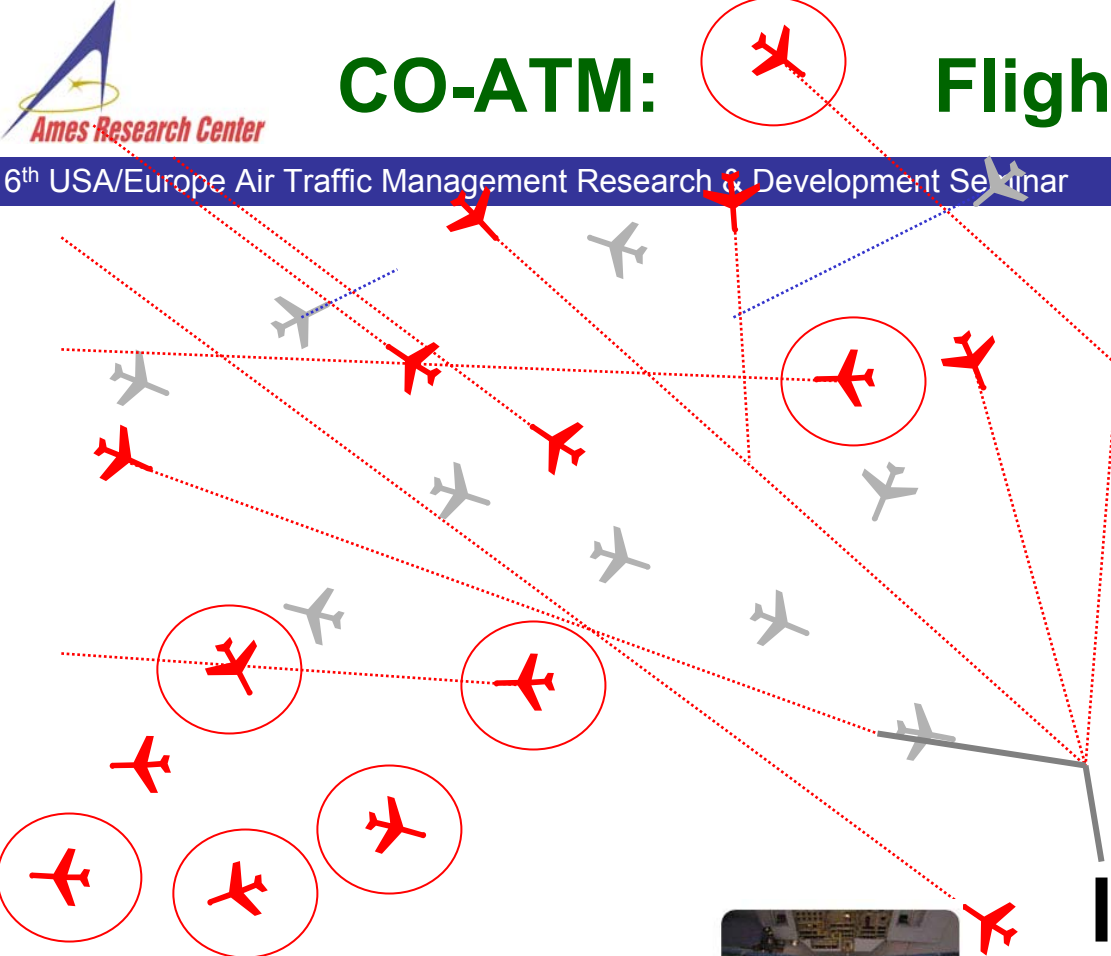 CO-ATM: Fligh
Ames Research Center
6th USA/Europe Air Traffic Management Research & Development Seminar